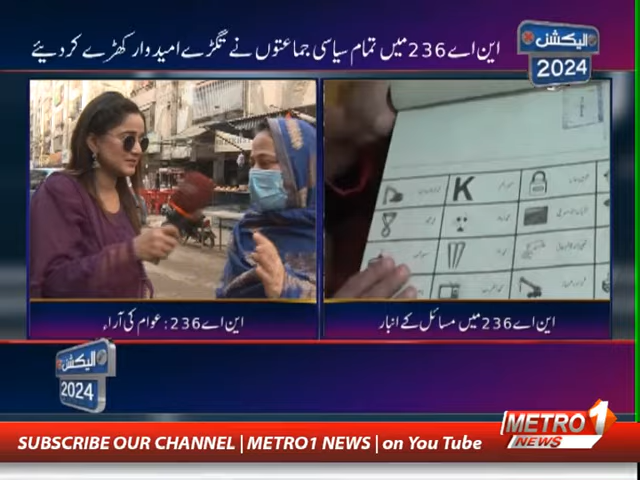 این اے 236 میں تمام سیاسی جماعتوں نے تگڑے امیدوار کھڑے کردیئے
الیکشن
2024
K
این اے 236 : عوام کی آراء
این اے 236 میں مسائل کے انبار
الیکشن
2024
METRO1
NEWS
SUBSCRIBE OUR CHANNEL | METRO1 NEWS | on You Tube